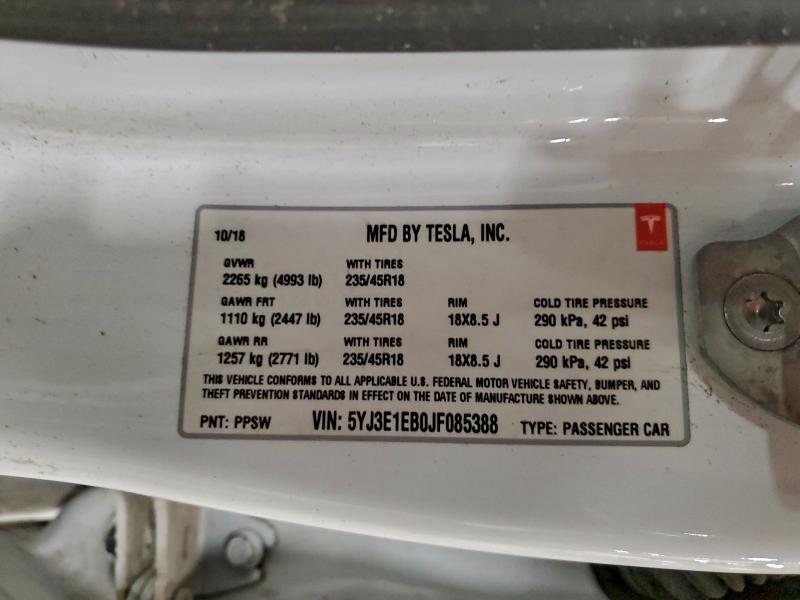 10/18 MFD BY TESLA, INC.
TESLA
GVWR WITH TIRES
2265 kg (4993 lb) 235/45R18
GAWR FRT WITH TIRES RIM COLD TIRE PRESSURE
1110 kg (2447 lb) 235/45R18 18X8.5 J 290 kPa, 42 psi
GAWR RR WITH TIRES RIM COLD TIRE PRESSURE
1257 kg (2771 lb) 235/45R18 18X8.5 J 290 kPa, 42 psi
THIS VEHICLE CONFORMS TO ALL APPLICABLE U.S. FEDERAL MOTOR VEHICLE SAFETY, BUMPER, AND
THEFT PREVENTION STANDARDS IN EFFECT ON THE DATE OF MANUFACTURE SHOWN ABOVE.
PNT: PPSW VIN: 5YJ3E1EB0JF085388 TYPE: PASSENGER CAR